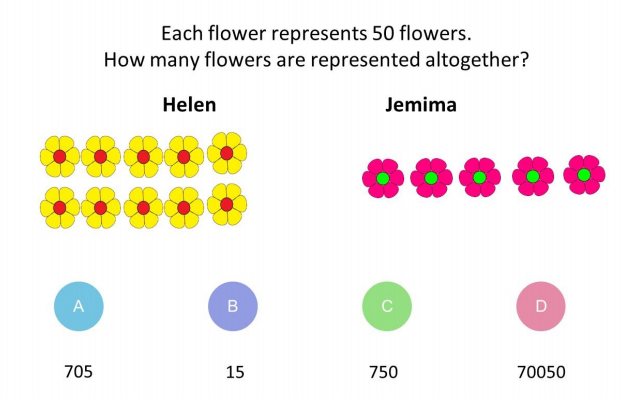 Each flower represents 50 flowers.
How many flowers are represented altogether?
Helen Jemima
A B C D
705 15 750 70050